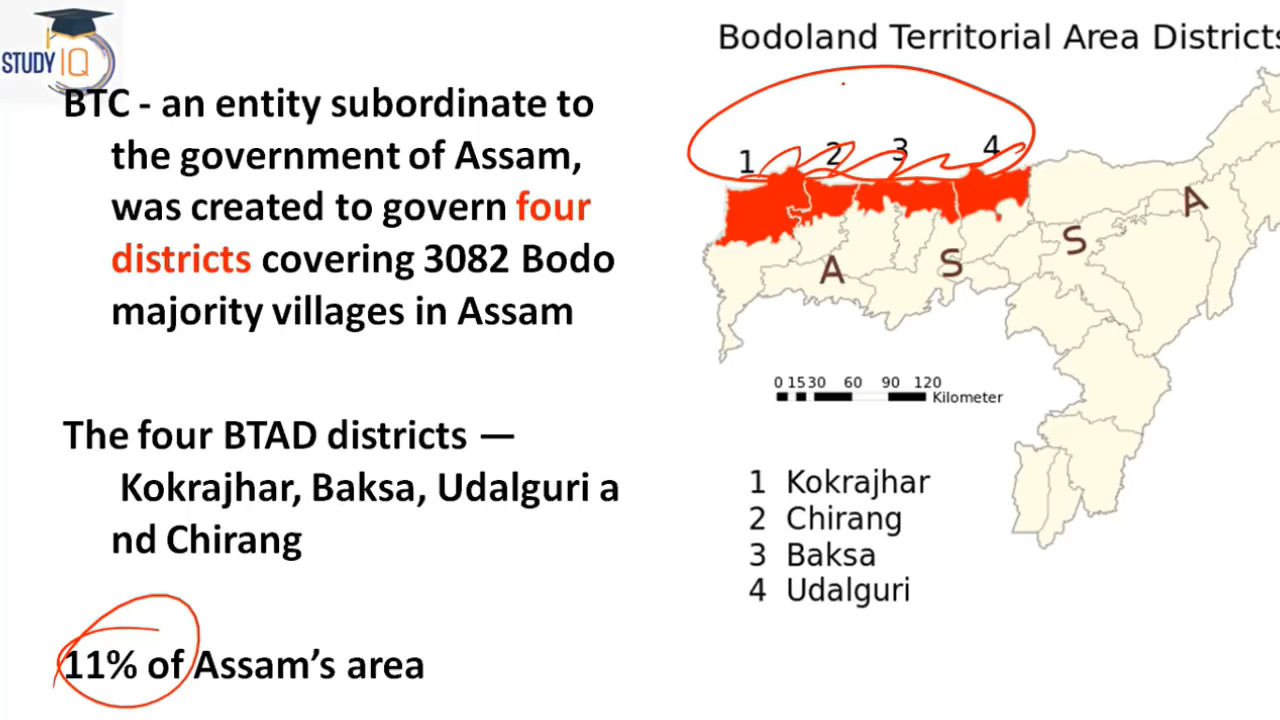 STUDY IQ
BTC - an entity subordinate to
the government of Assam,
was created to govern four
districts covering 3082 Bodo
majority villages in Assam
The four BTAD districts —
Kokrajhar, Baksa, Udalguri a
nd Chirang
11% of Assam’s area
Bodoland Territorial Area Districts
1 2 3 4
A S S A
0 15 30 60 90 120
Kilometer
1 Kokrajhar
2 Chirang
3 Baksa
4 Udalguri